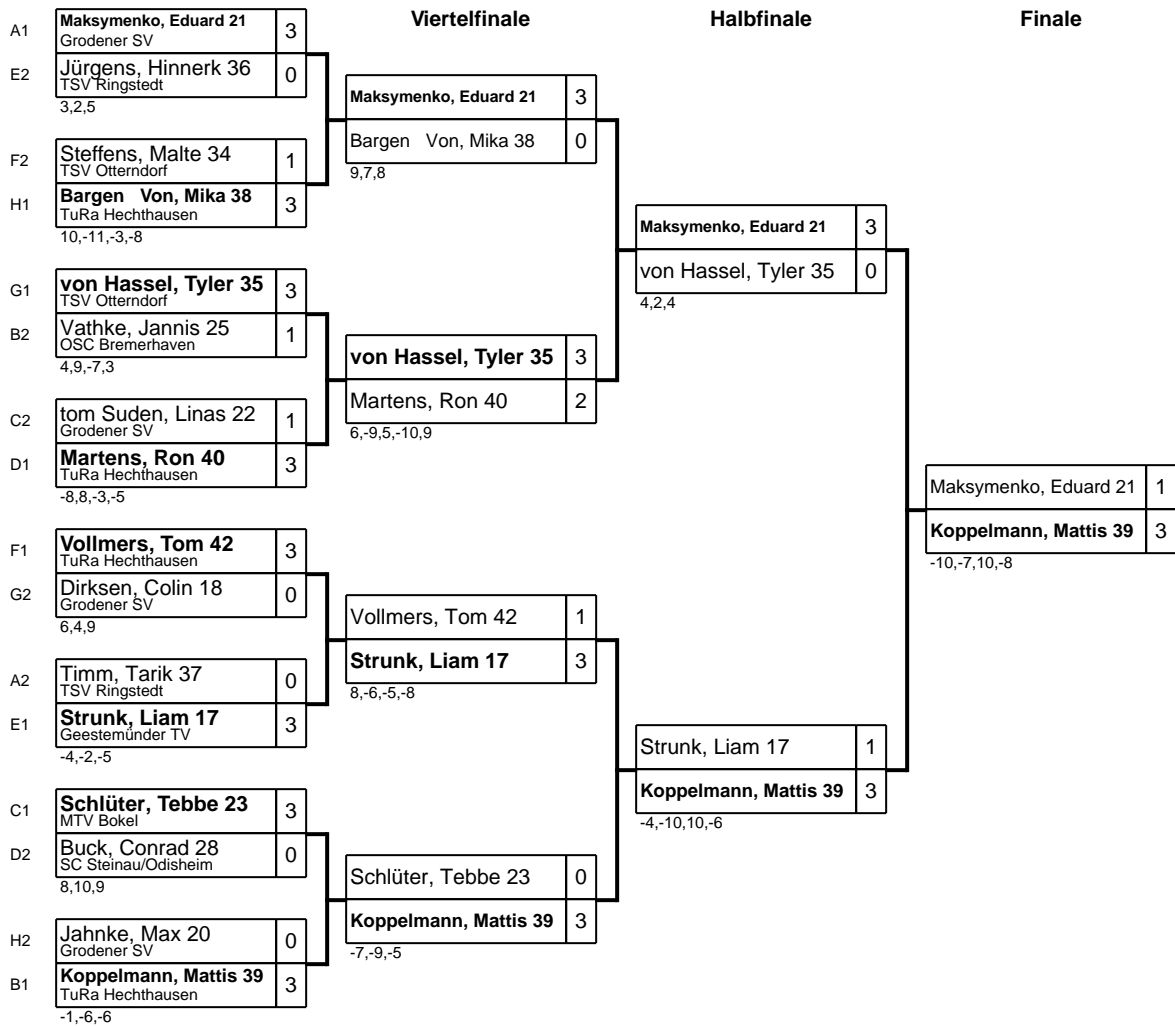 Viertelfinale
Halbfinale
Finale
A1
Maksymenko, Eduard 21
Grodener SV
3
E2
Jürgens, Hinnerk 36
TSV Ringstedt
0
3,2,5
F2
Steffens, Malte 34
TSV Otterndorf
1
H1
Bargen Von, Mika 38
TuRa Hechthausen
3
10,-11,-3,-8
G1
von Hassel, Tyler 35
TSV Otterndorf
3
B2
Vathke, Jannis 25
OSC Bremerhaven
1
4,9,-7,3
C2
tom Suden, Linas 22
Grodener SV
1
D1
Martens, Ron 40
TuRa Hechthausen
3
-8,8,-3,-5
F1
Vollmers, Tom 42
TuRa Hechthausen
3
G2
Dirksen, Colin 18
Grodener SV
0
6,4,9
A2
Timm, Tarik 37
TSV Ringstedt
0
E1
Strunk, Liam 17
Geestemünder TV
3
-4,-2,-5
C1
Schlüter, Tebbe 23
MTV Bokel
3
D2
Buck, Conrad 28
SC Steinau/Odisheim
0
8,10,9
H2
Jahnke, Max 20
Grodener SV
0
B1
Koppelmann, Mattis 39
TuRa Hechthausen
3
-1,-6,-6
Maksymenko, Eduard 21
3
Bargen Von, Mika 38
0
9,7,8
von Hassel, Tyler 35
3
Martens, Ron 40
2
6,-9,5,-10,9
Vollmers, Tom 42
1
Strunk, Liam 17
3
8,-6,-5,-8
Schlüter, Tebbe 23
0
Koppelmann, Mattis 39
3
-7,-9,-5
Maksymenko, Eduard 21
3
von Hassel, Tyler 35
0
4,2,4
Strunk, Liam 17
1
Koppelmann, Mattis 39
3
-4,-10,10,-6
Maksymenko, Eduard 21
1
Koppelmann, Mattis 39
3
-10,-7,10,-8